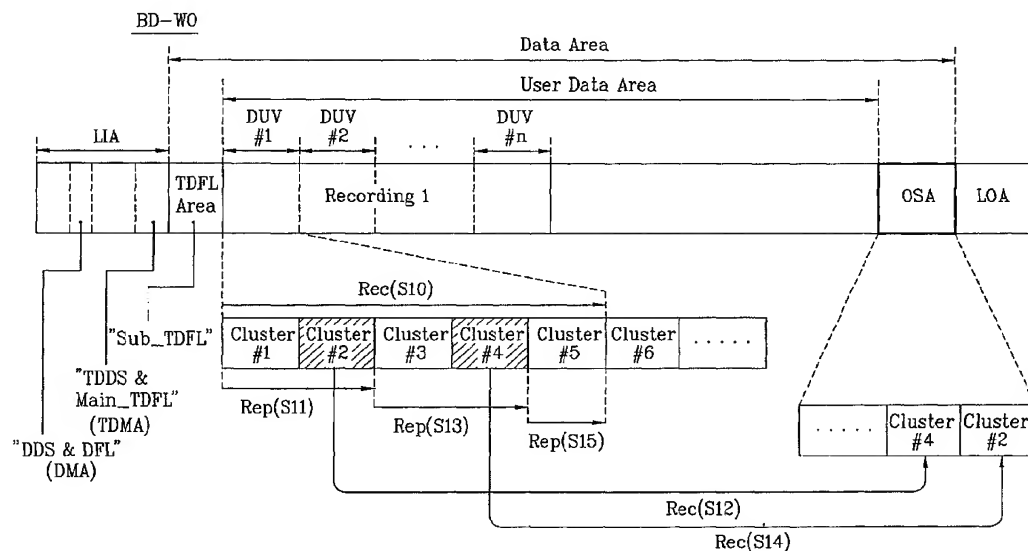 BD-WO
Data Area
User Data Area
LIA
DUV
#1
DUV
#2
. . . .
DUV
#n
TDFL
Area
Recording 1
OSA
LOA
Rec(S10)
"Sub_TDFL"
Cluster
#1
Cluster
#2
Cluster
#3
Cluster
#4
Cluster
#5
Cluster
#6
. . . . .
"TDDS &
Main_TDFL"
(TDMA)
Rep(S11)
Rep(S13)
Rep(S15)
"DDS & DFL"
(DMA)
. . . . .
Cluster
#4
Cluster
#2
Rec(S12)
Rec(S14)